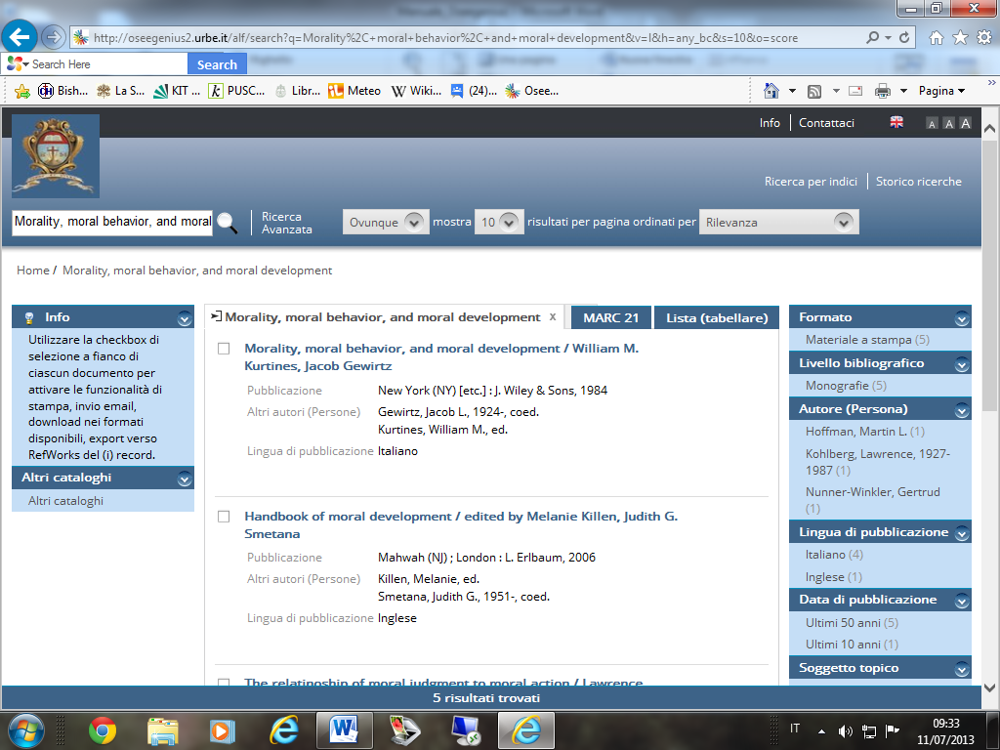 http://oseegenius2.urbe.it/alf/search?q=Morality%2C+moral+behavior%2C+and+moral+development&v=l&h=any_bc&s=10&o=score
Search Here
Search
Bish...
La S...
KIT ...
PUSC...
Libr...
Meteo
Wiki...
(24)...
Osee...
Pagina
Info
Contattaci
A A A
Ricerca per indici
Storico ricerche
Morality, moral behavior, and moral
Ricerca
Avanzata
Ovunque
mostra
10
risultati per pagina ordinati per
Rilevanza
Home / Morality, moral behavior, and moral development
Info
Utilizzare la checkbox di
selezione a fianco di
ciascun documento per
attivare le funzionalità di
stampa, invio email,
download nei formati
disponibili, export verso
RefWorks del (i) record.
Altri cataloghi
Altri cataloghi
Morality, moral behavior, and moral development x
MARC 21
Lista (tabellare)
Morality, moral behavior, and moral development / William M.
Kurtines, Jacob Gewirtz
Pubblicazione New York (NY) [etc.] : J. Wiley & Sons, 1984
Altri autori (Persone) Gewirtz, Jacob L., 1924-, coed.
Kurtines, William M., ed.
Lingua di pubblicazione Italiano
Handbook of moral development / edited by Melanie Killen, Judith G.
Smetana
Pubblicazione Mahwah (NJ) ; London : L. Erlbaum, 2006
Altri autori (Persone) Killen, Melanie, ed.
Smetana, Judith G., 1951-, coed.
Lingua di pubblicazione Inglese
The relatinoship of moral judgment to moral action / Lawrence
Formato
Materiale a stampa (5)
Livello bibliografico
Monografie (5)
Autore (Persona)
Hoffman, Martin L. (1)
Kohlberg, Lawrence, 1927-
1987 (1)
Nunner-Winkler, Gertrud
(1)
Lingua di pubblicazione
Italiano (4)
Inglese (1)
Data di pubblicazione
Ultimi 50 anni (5)
Ultimi 10 anni (1)
Soggetto topico
5 risultati trovati
IT
09:33
11/07/2013